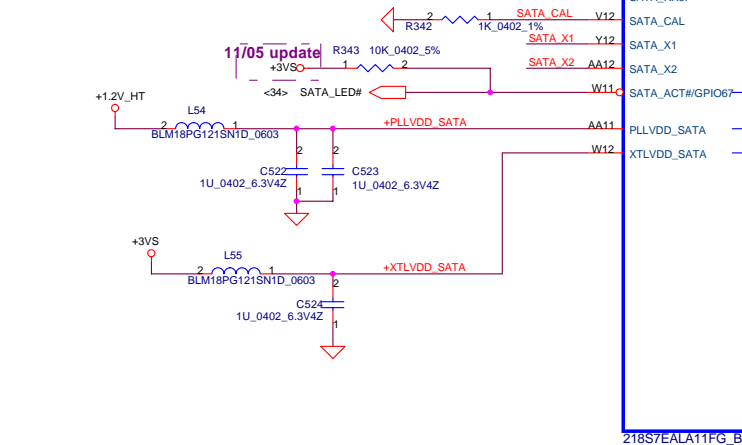 2 1 SATA_CAL V12 SATA_CAL
R342 1K_0402_1%
SATA_X1 Y12 SATA_X1
11/05 update R343 10K_0402_5%
+3VS 1 2 SATA_X2 AA12 SATA_X2
<34> SATA_LED# W11 SATA_ACT#/GPIO67
+1.2V_HT
L54
2 1 +PLLVDD_SATA AA11 PLLVDD_SATA
BLM18PG121SN1D_0603
2 2 W12 XTLVDD_SATA
C522 C523
1U_0402_6.3V4Z 1U_0402_6.3V4Z
1 1
+3VS
L55
2 1 +XTLVDD_SATA
BLM18PG121SN1D_0603
2
C524
1U_0402_6.3V4Z
1
218S7EALA11FG_B